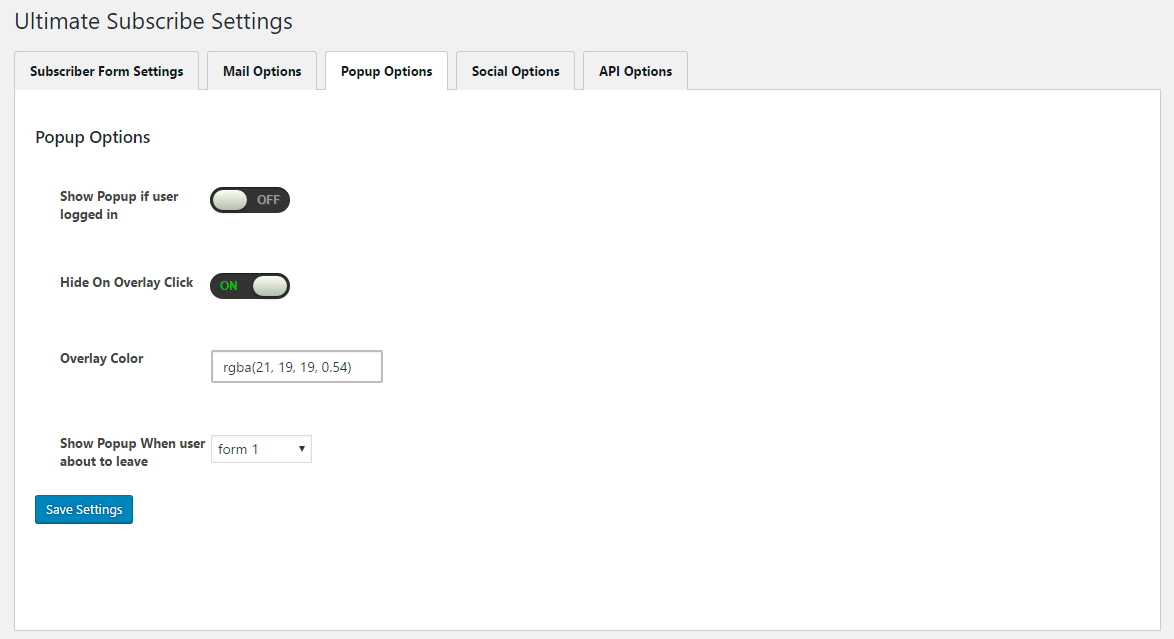 Ultimate Subscribe Settings
Subscriber Form Settings
Mail Options
Popup Options
Social Options
API Options
Popup Options
Show Popup if user
logged in
OFF
Hide On Overlay Click
ON
Overlay Color
rgba(21, 19, 19, 0.54)
Show Popup When user
about to leave
form 1
Save Settings